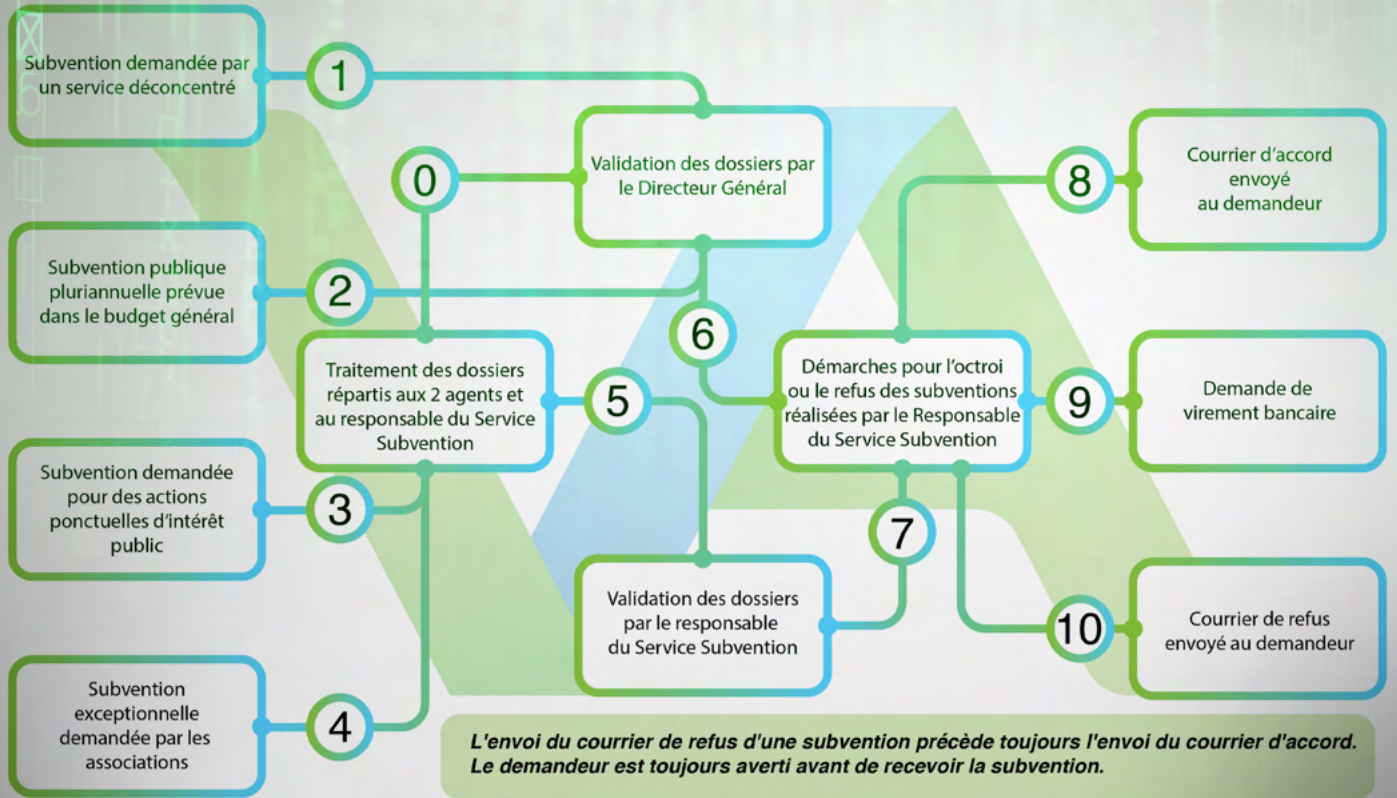 Subvention demandée par
un service déconcentré
1
Validation des dossiers par
le Directeur Général
0
8
Courrier d'accord
envoyé
au demandeur
Subvention publique
pluriannuelle prévue
dans le budget général
2
6
Traitement des dossiers
répartis aux 2 agents et
au responsable du Service
Subvention
5
Démarches pour l'octroi
ou le refus des subventions
réalisées par le Responsable
du Service Subvention
9
Demande de
virement bancaire
Subvention demandée
pour des actions
ponctuelles d'intérêt
public
3
7
Validation des dossiers
par le responsable
du Service Subvention
10
Courrier de refus
envoyé au demandeur
Subvention
exceptionnelle
demandée par les
associations
4
L'envoi du courrier de refus d'une subvention précède toujours l'envoi du courrier d'accord.
Le demandeur est toujours averti avant de recevoir la subvention.